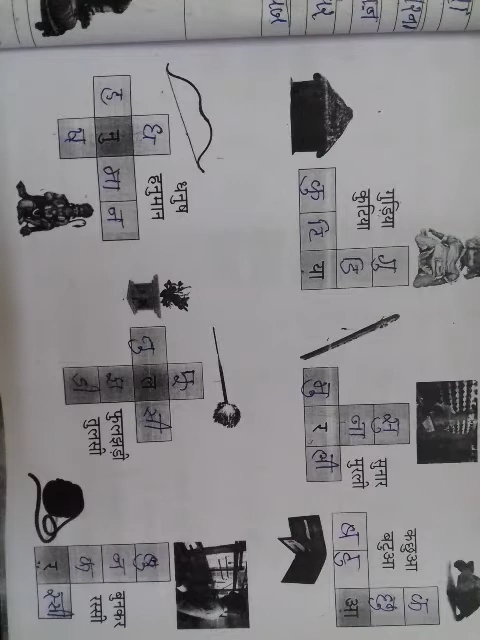 गुड़िया
कुटिया
गु
ड़ि
कु टि या
सुनार
मुरली
सु
ना
मु र ली
कछुआ
बटुआ
क
छु
ब टु आ
धनुष
हनुमान
ध
ह नु मा न
ष
फु
तु ल सी
झ
ड़ी
फुलझड़ी
तुलसी
बु
न
क
र स्सी
बुनकर
रस्सी